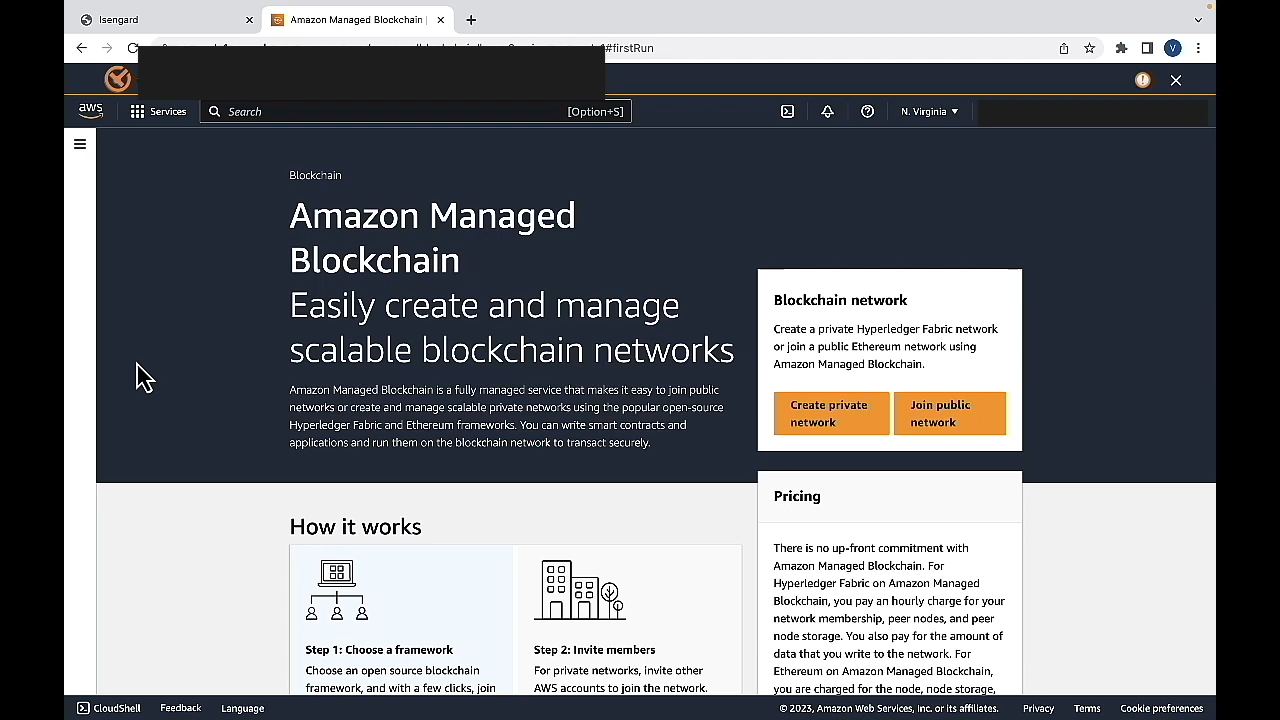 Isengard
Amazon Managed Blockchain |
#firstRun
V
aws
Services
Search
[Option+S]
N. Virginia
Blockchain
Amazon Managed
Blockchain
Easily create and manage
scalable blockchain networks
Amazon Managed Blockchain is a fully managed service that makes it easy to join public
networks or create and manage scalable private networks using the popular open-source
Hyperledger Fabric and Ethereum frameworks. You can write smart contracts and
applications and run them on the blockchain network to transact securely.
Blockchain network
Create a private Hyperledger Fabric network
or join a public Ethereum network using
Amazon Managed Blockchain.
Create private
network
Join public
network
Pricing
There is no up-front commitment with
Amazon Managed Blockchain. For
Hyperledger Fabric on Amazon Managed
Blockchain, you pay an hourly charge for your
network membership, peer nodes, and peer
node storage. You also pay for the amount of
data that you write to the network. For
Ethereum on Amazon Managed Blockchain,
you are charged for the node, node storage,
How it works
Step 1: Choose a framework
Choose an open source blockchain
framework, and with a few clicks, join
Step 2: Invite members
For private networks, invite other
AWS accounts to join the network.
CloudShell
Feedback
Language
© 2023, Amazon Web Services, Inc. or its affiliates.
Privacy
Terms
Cookie preferences